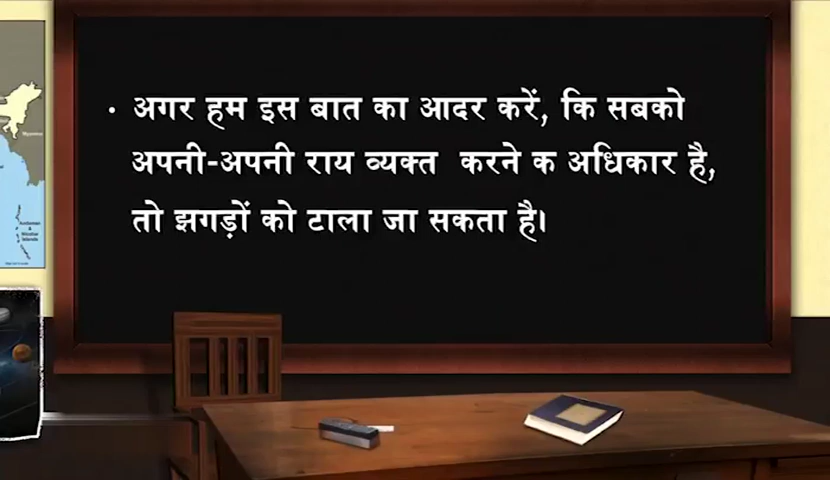 • अगर हम इस बात का आदर करें, कि सबको
अपनी-अपनी राय व्यक्त करने क अधिकार है,
तो झगड़ों को टाला जा सकता है।